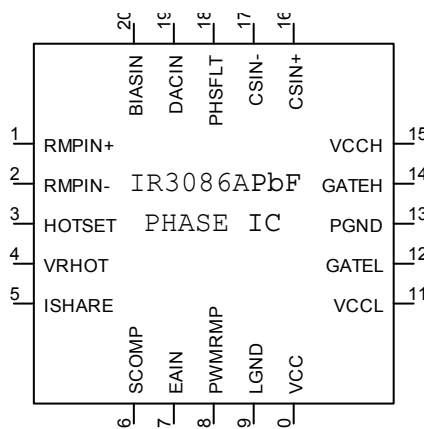 20 19 18 17 16
BIASIN DACIN PHSFLT CSIN- CSIN+
1 RMPIN+
2 RMPIN-
3 HOTSET
4 VRHOT
5 ISHARE
IR3086APbF
PHASE IC
VCCH 15
GATEH 14
PGND 13
GATEL 12
VCCL 11
SCOMP EAIN PWMRMP LGND VCC
6 7 8 9 0